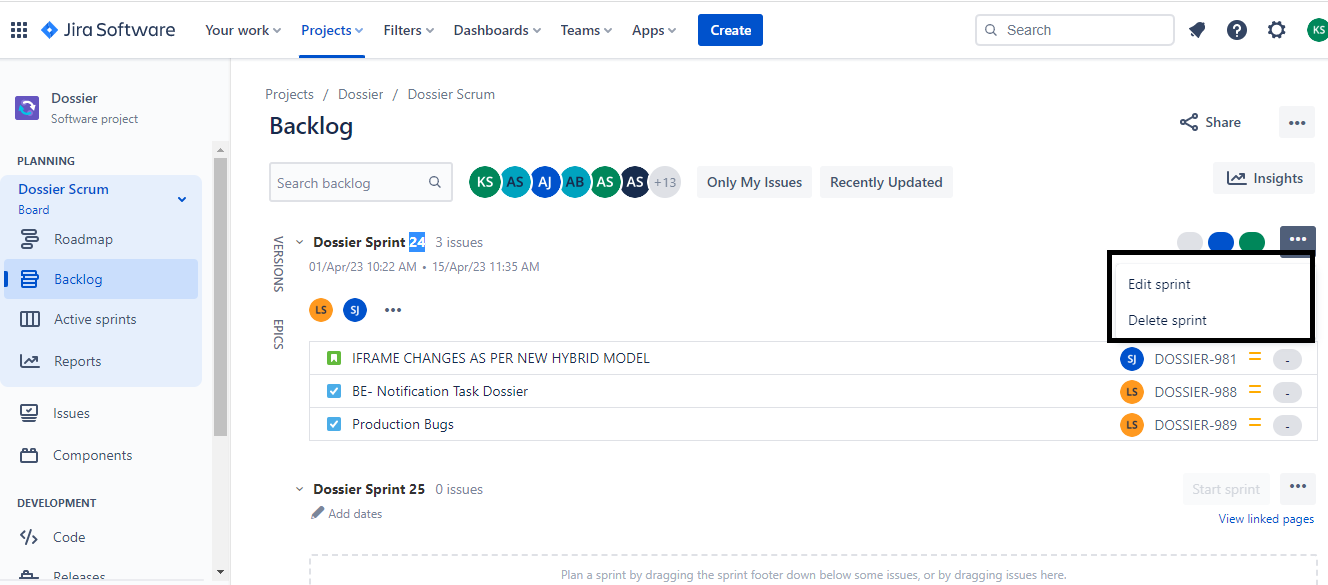 Jira Software Your work Projects Filters Dashboards Teams Apps Create Search KS
Dossier
Software project
PLANNING
Dossier Scrum
Board
Roadmap
Backlog
Active sprints
Reports
Issues
Components
DEVELOPMENT
Code
Releases
Projects / Dossier / Dossier Scrum
Backlog
Share
Search backlog KS AS AJ AB AS AS +13 Only My Issues Recently Updated Insights
VERSIONS
EPICS
Dossier Sprint 24 3 issues
01/Apr/23 10:22 AM • 15/Apr/23 11:35 AM
Edit sprint
Delete sprint
LS SJ
IFRAME CHANGES AS PER NEW HYBRID MODEL SJ DOSSIER-981 -
BE- Notification Task Dossier LS DOSSIER-988 -
Production Bugs LS DOSSIER-989 -
Dossier Sprint 25 0 issues Start sprint
Add dates
View linked pages
Plan a sprint by dragging the sprint footer down below some issues, or by dragging issues here.